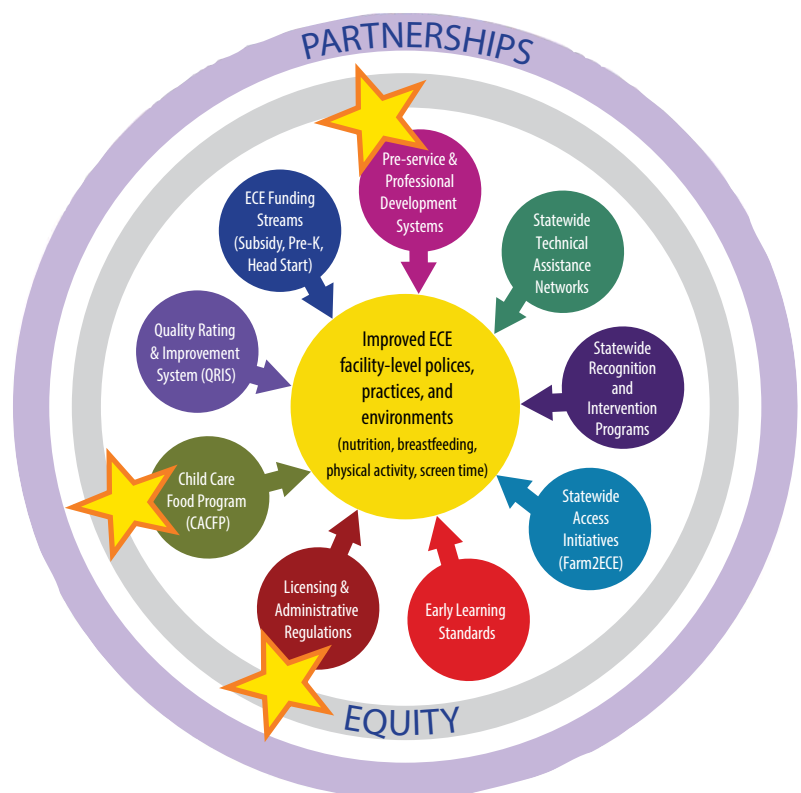 PARTNERSHIPS
Pre-service &
Professional
Development
Systems
Statewide
Technical
Assistance
Networks
Statewide
Recognition
and
Intervention
Programs
Statewide
Access
Initiatives
(Farm2ECE)
Early Learning
Standards
Licensing &
Administrative
Regulations
Child Care
Food Program
(CACFP)
Quality Rating
& Improvement
System (QRIS)
ECE Funding
Streams
(Subsidy, Pre-K,
Head Start)
Improved ECE
facility-level polices,
practices, and
environments
(nutrition, breastfeeding,
physical activity, screen time)
EQUITY